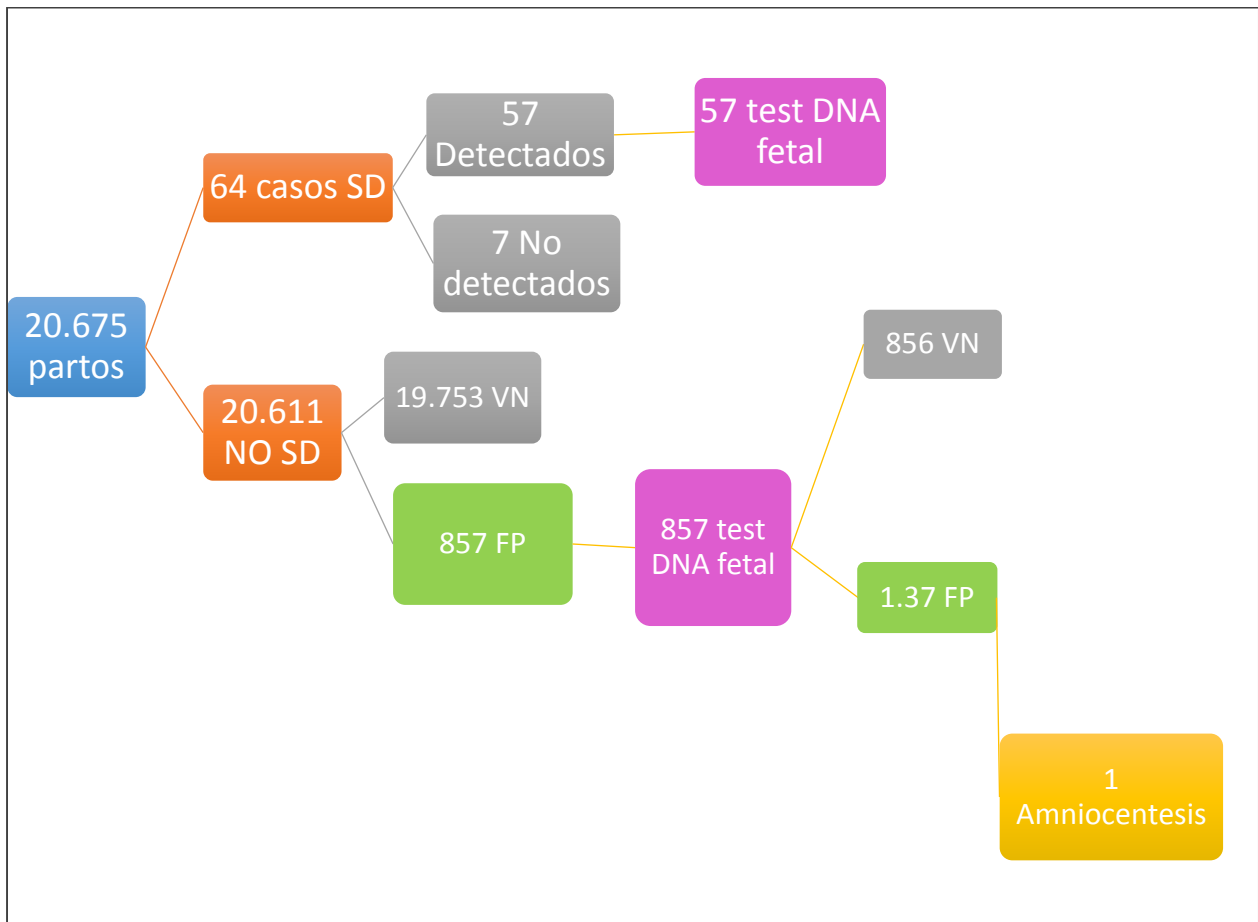 20.675
partos
64 casos SD
57
Detectados
57 test DNA
fetal
7 No
detectados
20.611
NO SD
19.753 VN
857 FP
857 test
DNA fetal
856 VN
1.37 FP
1
Amniocentesis